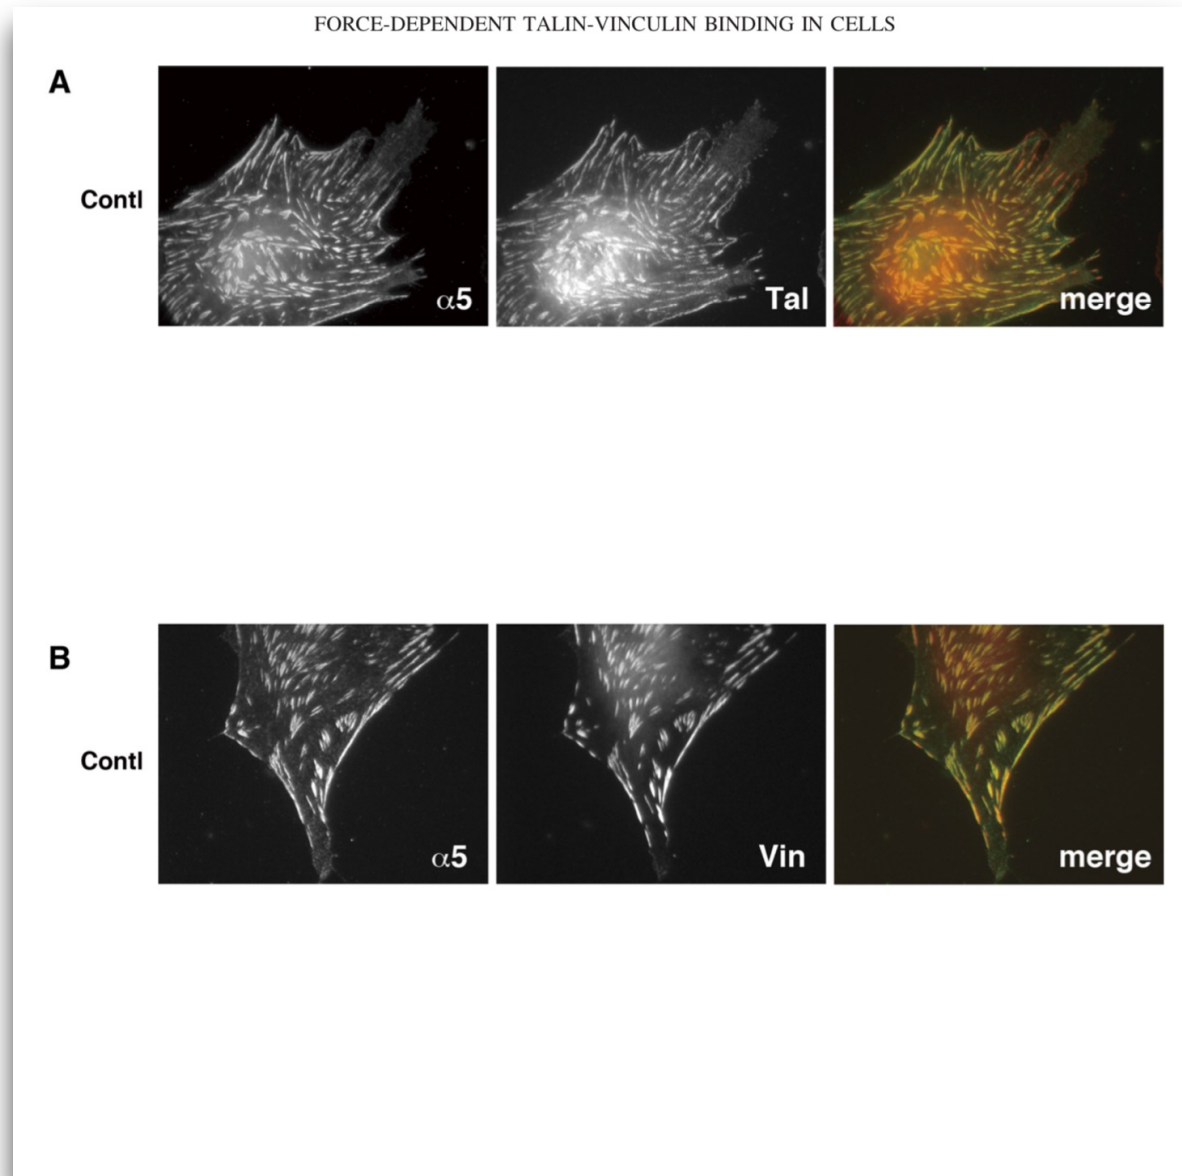 FORCE-DEPENDENT TALIN-VINCULIN BINDING IN CELLS
A
Contl
α5
Tal
merge
B
Contl
α5
Vin
merge